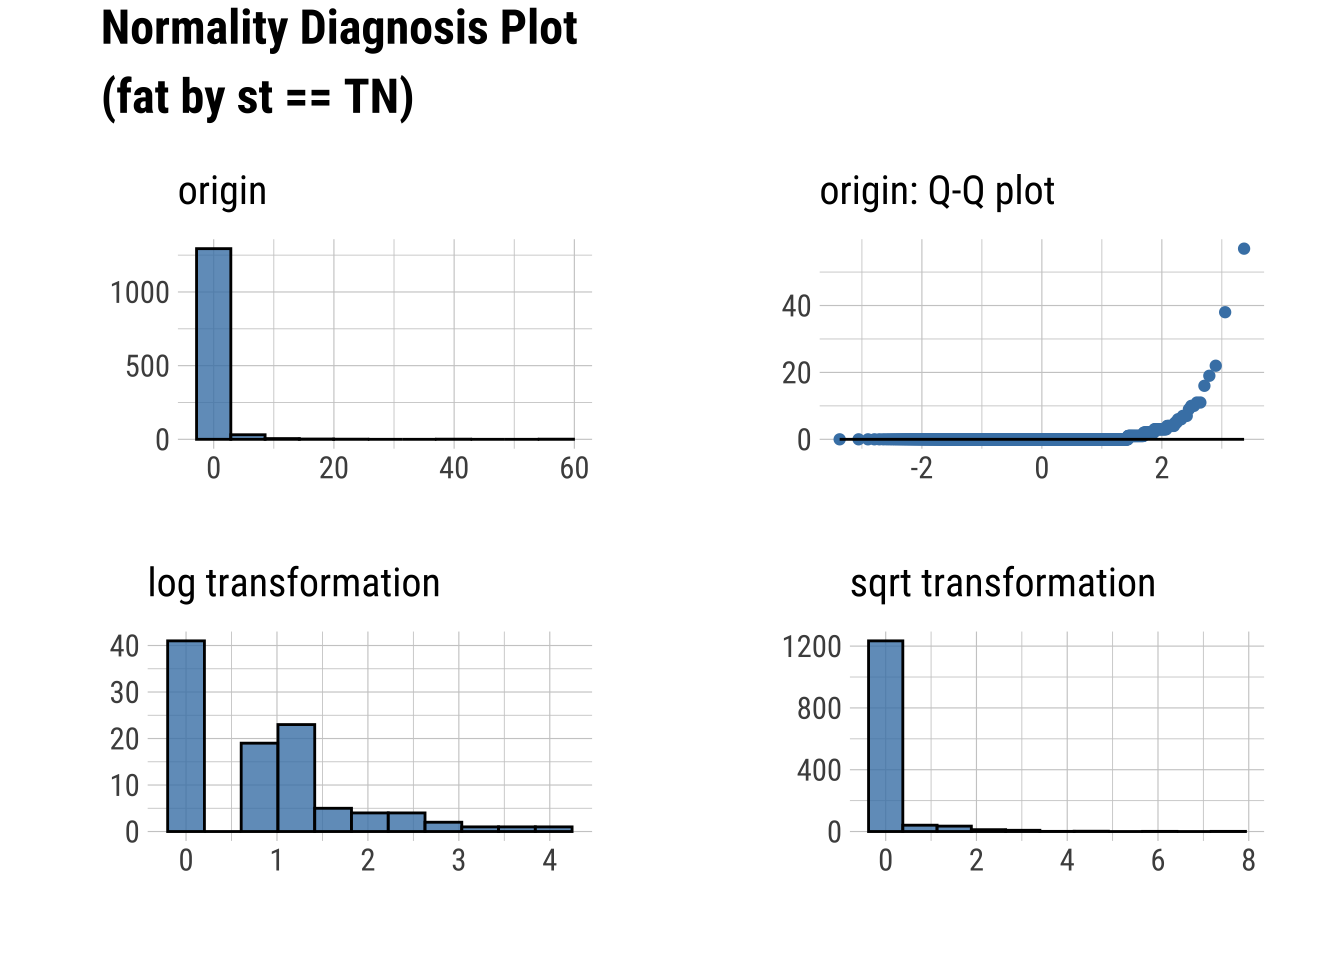 Normality Diagnosis Plot
(fat by st == TN)
origin
1000
500
0
0 20 40 60
origin: Q-Q plot
40
20
0
-2 0 2
log transformation
40
30
20
10
0
0 1 2 3 4
sqrt transformation
1200
800
400
0
0 2 4 6 8